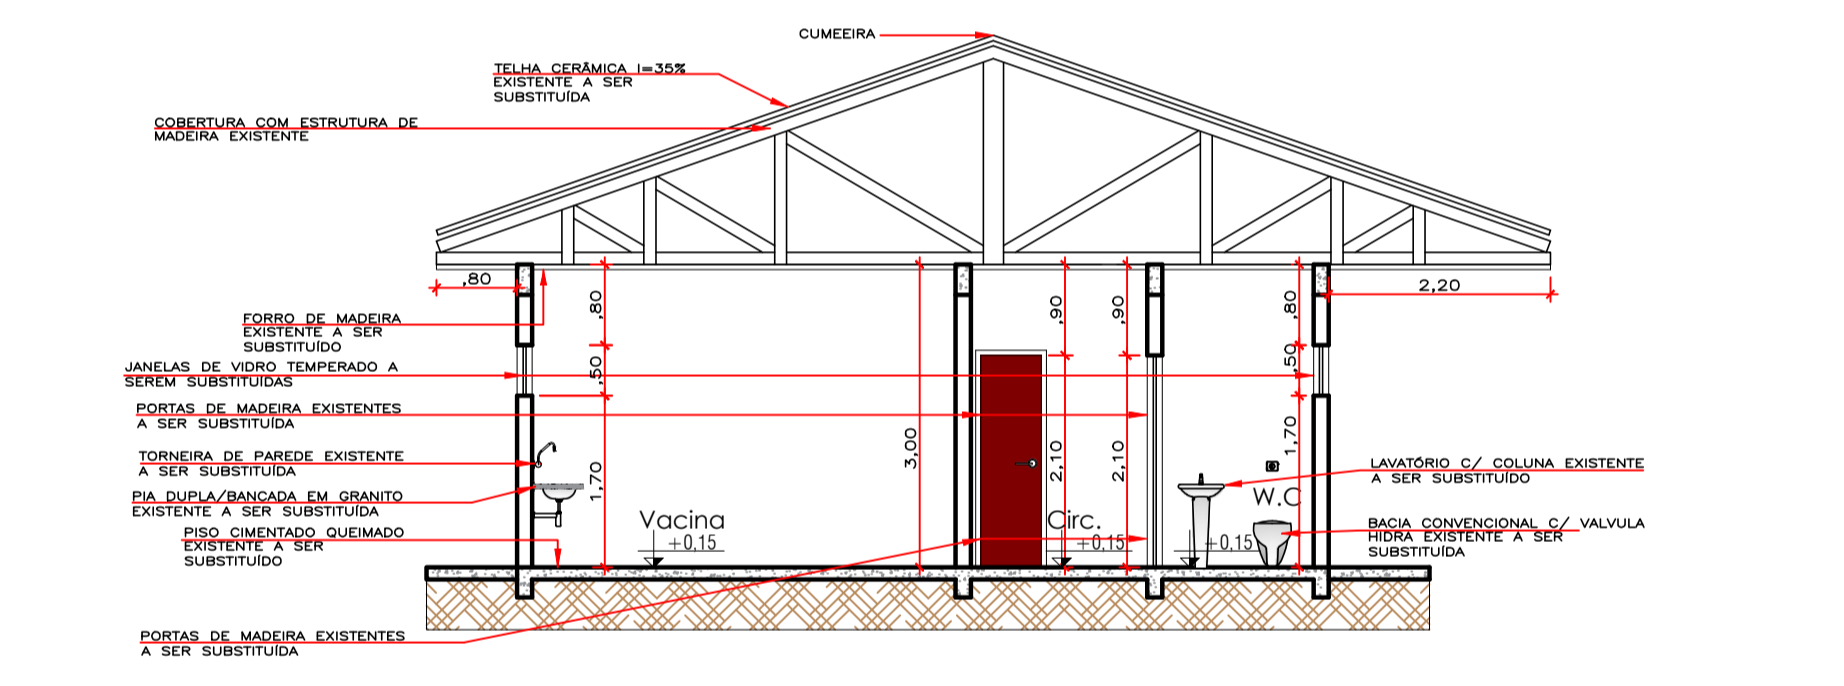 CUMEEIRA
TELHA CERÂMICA I=35%
EXISTENTE A SER
SUBSTITUÍDA
COBERTURA COM ESTRUTURA DE
MADEIRA EXISTENTE
,80
2,20
FORRO DE MADEIRA
EXISTENTE A SER
SUBSTITUÍDO
JANELAS DE VIDRO TEMPERADO A
SEREM SUBSTITUÍDAS
PORTAS DE MADEIRA EXISTENTES
A SER SUBSTITUÍDA
TORNEIRA DE PAREDE EXISTENTE
A SER SUBSTITUÍDA
PIA DUPLA/BANCADA EM GRANITO
EXISTENTE A SER SUBSTITUÍDA
PISO CIMENTADO QUEIMADO
EXISTENTE A SER
SUBSTITUÍDO
PORTAS DE MADEIRA EXISTENTES
A SER SUBSTITUÍDA
,80
,50
1,70
Vacina
+0,15
3,00
,90
2,10
Circ.
+0,15
,90
2,10
+0,15
W.C
,80
,50
1,70
LAVATÓRIO C/ COLUNA EXISTENTE
A SER SUBSTITUÍDO
BACIA CONVENCIONAL C/ VALVULA
HIDRA EXISTENTE A SER
SUBSTITUÍDA